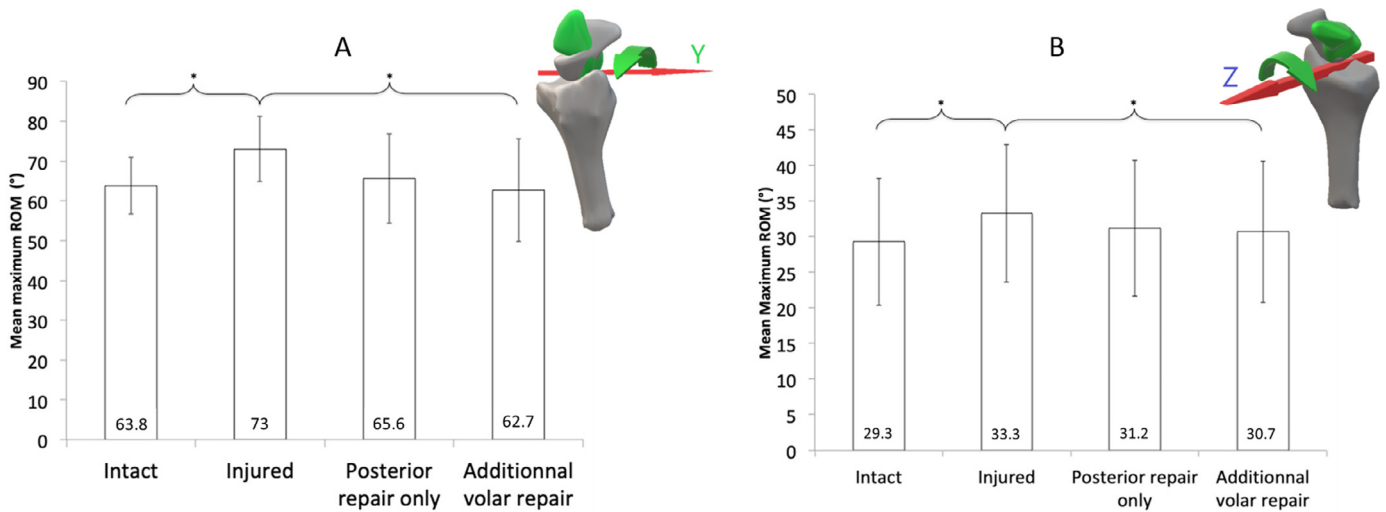 A
Y
Mean maximum ROM (°)
90
80
70
60
50
40
30
20
10
0
*
*
63.8
73
65.6
62.7
Intact
Injured
Posterior
repair only
Additionnal
volar repair
B
Z
Mean Maximum ROM (°)
50
45
40
35
30
25
20
15
10
5
0
*
*
29.3
33.3
31.2
30.7
Intact
Injured
Posterior repair
only
Additionnal
volar repair